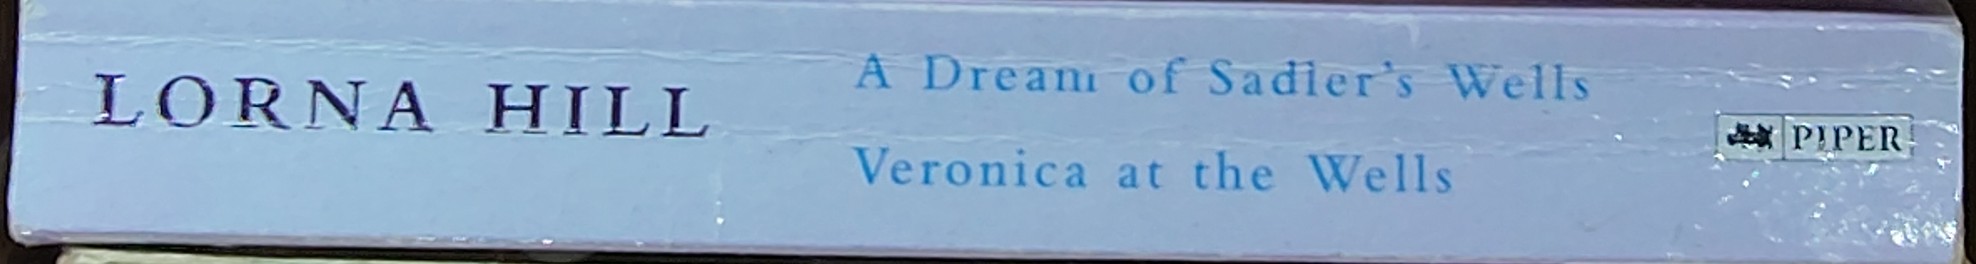 LORNA HILL
A Dream of Sadler's Wells
Veronica at the Wells
PIPER